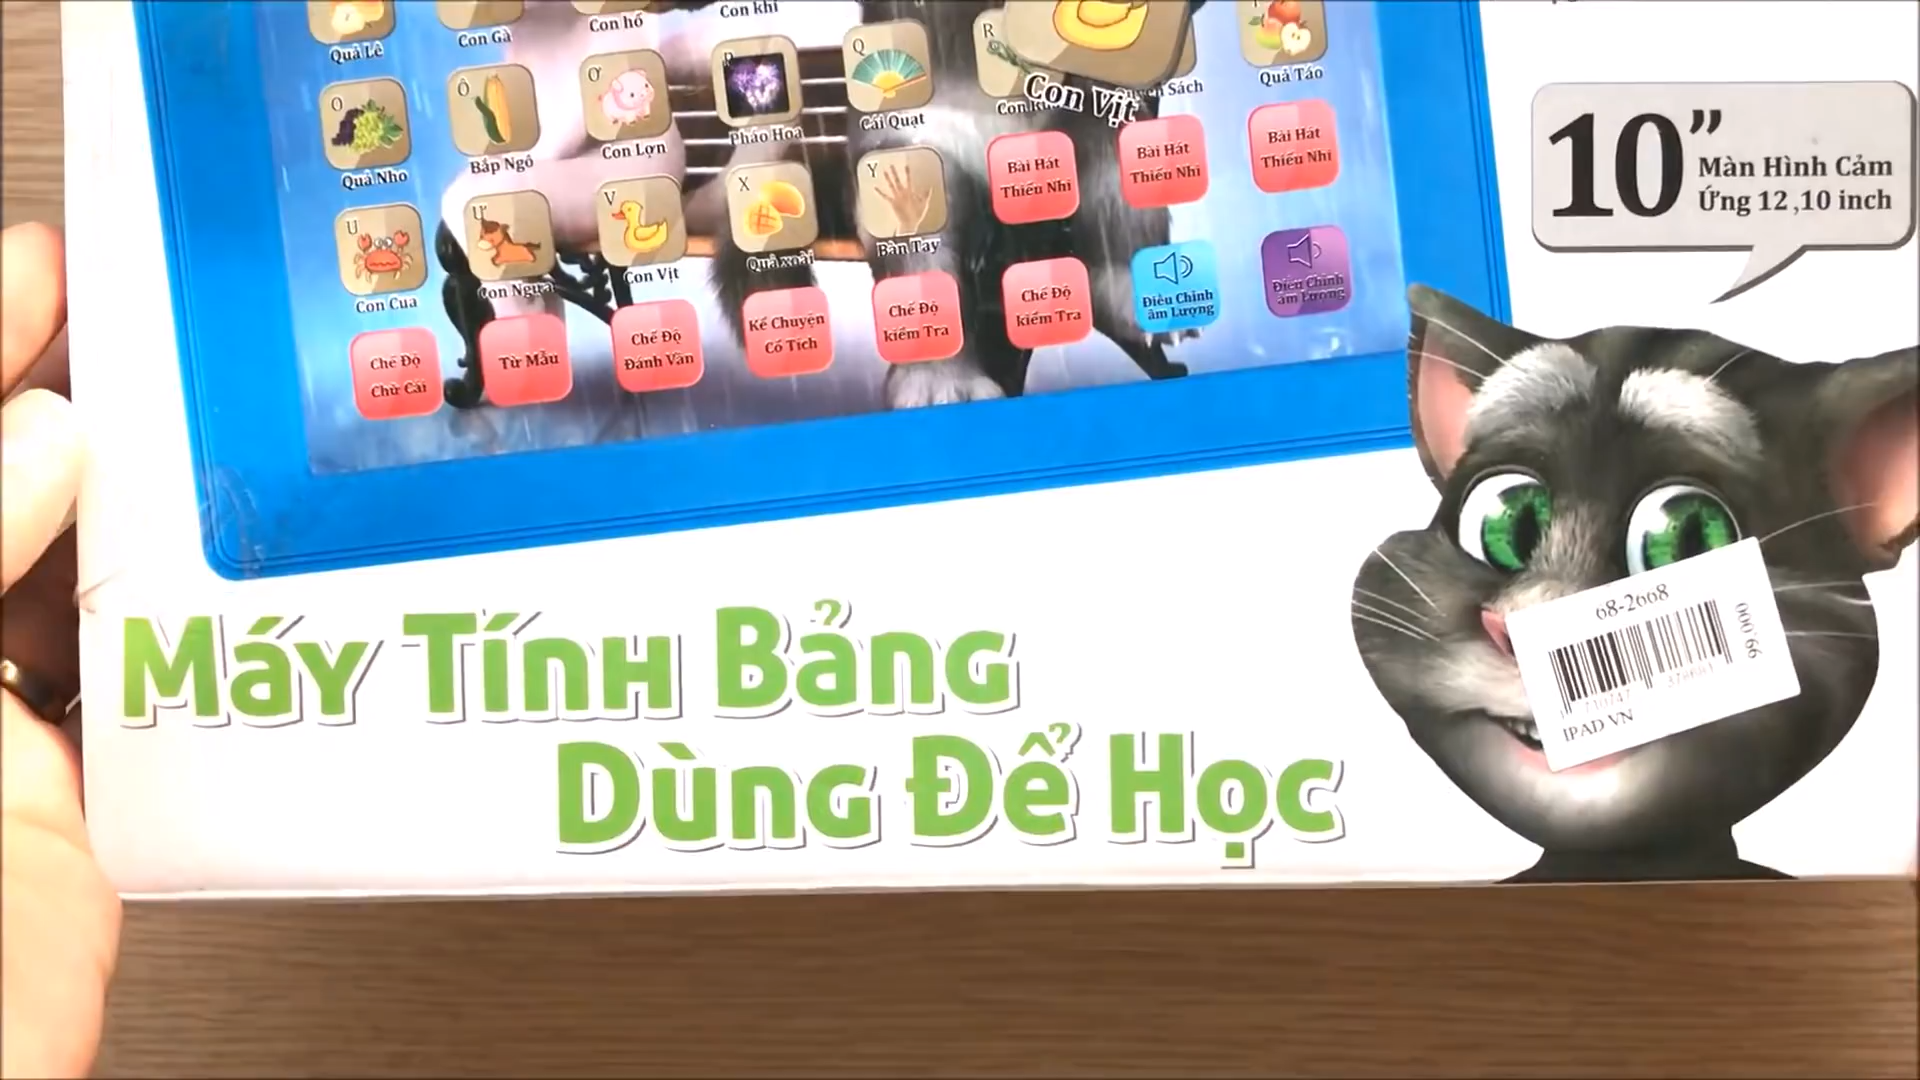 Quả Lê
Con Gà
Con hổ
Con khỉ
Con Vịt
Sách
Quả Táo
O
Quả Nho
Ô
Bắp Ngô
Ơ
Con Lợn
P
Pháo Hoa
Q
Cái Quạt
R
U
Con Cua
Ư
Con Ngựa
V
Con Vịt
X
Quả xoài
Y
Bàn Tay
Bài Hát
Thiếu Nhi
Bài Hát
Thiếu Nhi
Bài Hát
Thiếu Nhi
Chế Độ
Chữ Cái
Từ Mẫu
Chế Độ
Đánh Vần
Kể Chuyện
Cổ Tích
Chế Độ
kiểm Tra
Chế Độ
kiểm Tra
Điều Chỉnh
âm Lượng
Điều Chỉnh
âm Lượng
10”
Màn Hình Cảm
Ứng 12 ,10 inch
Máy Tính Bảng
Dùng Để Học
68-2668
99.000
IPAD VN